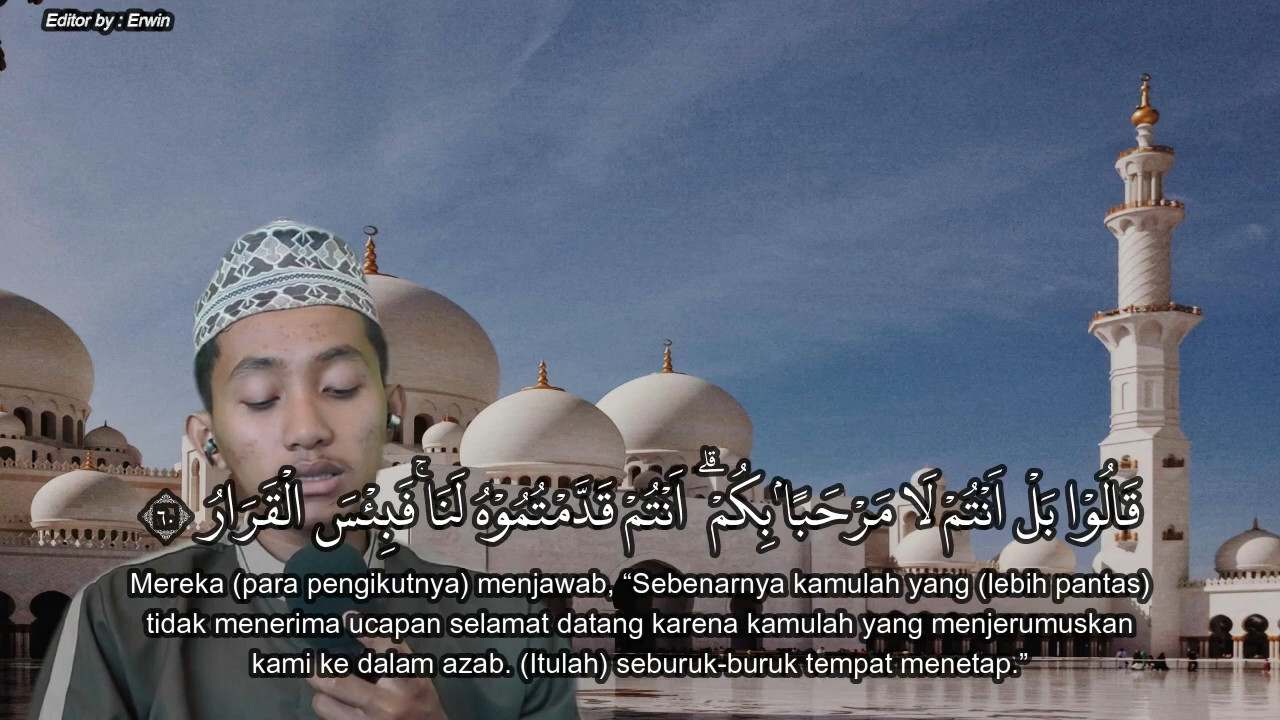 Editor by : Erwin
قَالُوْا بَلْ اَنْتُمْ لَا مَرْحَبًاۢ بِكُمْ ۗ اَنْتُمْ قَدَّمْتُمُوْهُ لَنَاۚ فَبِئْسَ الْقَرَارُ ٦٠
Mereka (para pengikutnya) menjawab, “Sebenarnya kamulah yang (lebih pantas)
tidak menerima ucapan selamat datang karena kamulah yang menjerumuskan
kami ke dalam azab. (Itulah) seburuk-buruk tempat menetap.”